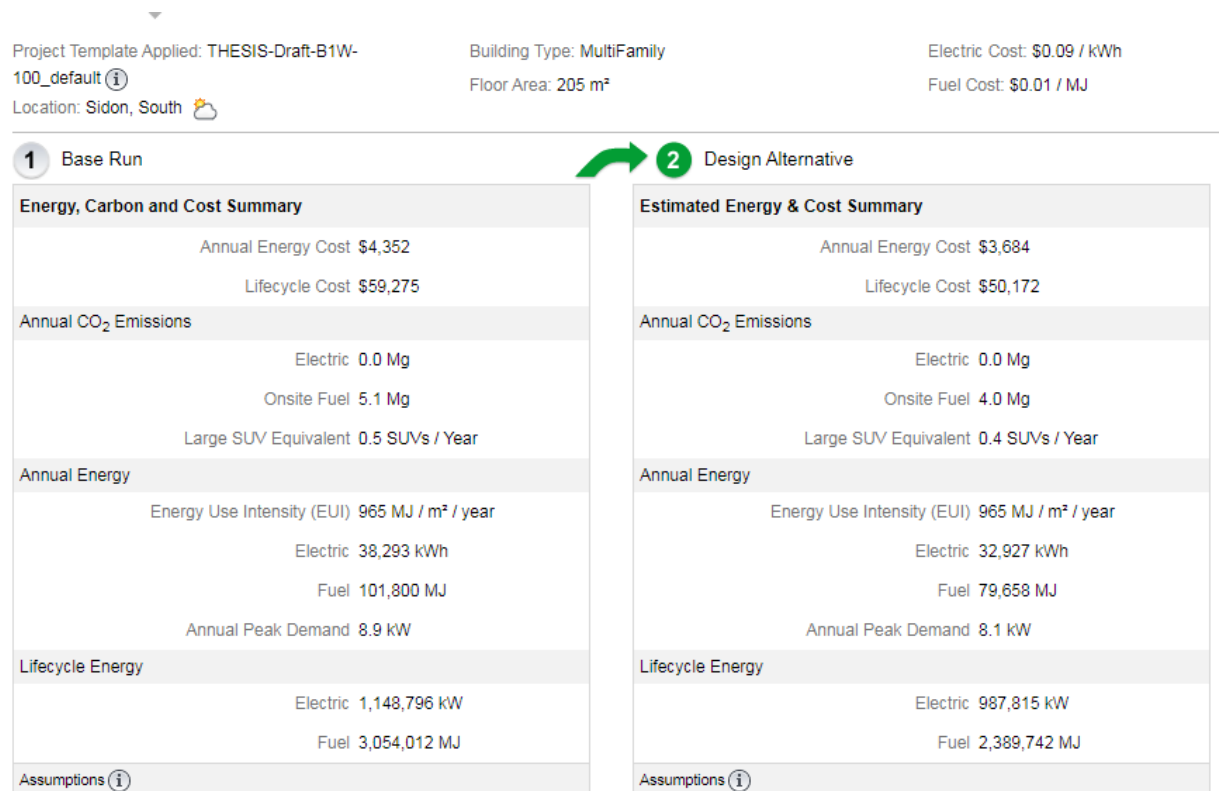 Project Template Applied: THESIS-Draft-B1W-
100_default i
Location: Sidon, South
Building Type: MultiFamily
Floor Area: 205 m²
Electric Cost: $0.09 / kWh
Fuel Cost: $0.01 / MJ
1 Base Run
Energy, Carbon and Cost Summary
Annual Energy Cost $4,352
Lifecycle Cost $59,275
Annual CO2 Emissions
Electric 0.0 Mg
Onsite Fuel 5.1 Mg
Large SUV Equivalent 0.5 SUVs / Year
Annual Energy
Energy Use Intensity (EUI) 965 MJ / m² / year
Electric 38,293 kWh
Fuel 101,800 MJ
Annual Peak Demand 8.9 kW
Lifecycle Energy
Electric 1,148,796 kW
Fuel 3,054,012 MJ
Assumptions i
2 Design Alternative
Estimated Energy & Cost Summary
Annual Energy Cost $3,684
Lifecycle Cost $50,172
Annual CO2 Emissions
Electric 0.0 Mg
Onsite Fuel 4.0 Mg
Large SUV Equivalent 0.4 SUVs / Year
Annual Energy
Energy Use Intensity (EUI) 965 MJ / m² / year
Electric 32,927 kWh
Fuel 79,658 MJ
Annual Peak Demand 8.1 kW
Lifecycle Energy
Electric 987,815 kW
Fuel 2,389,742 MJ
Assumptions i